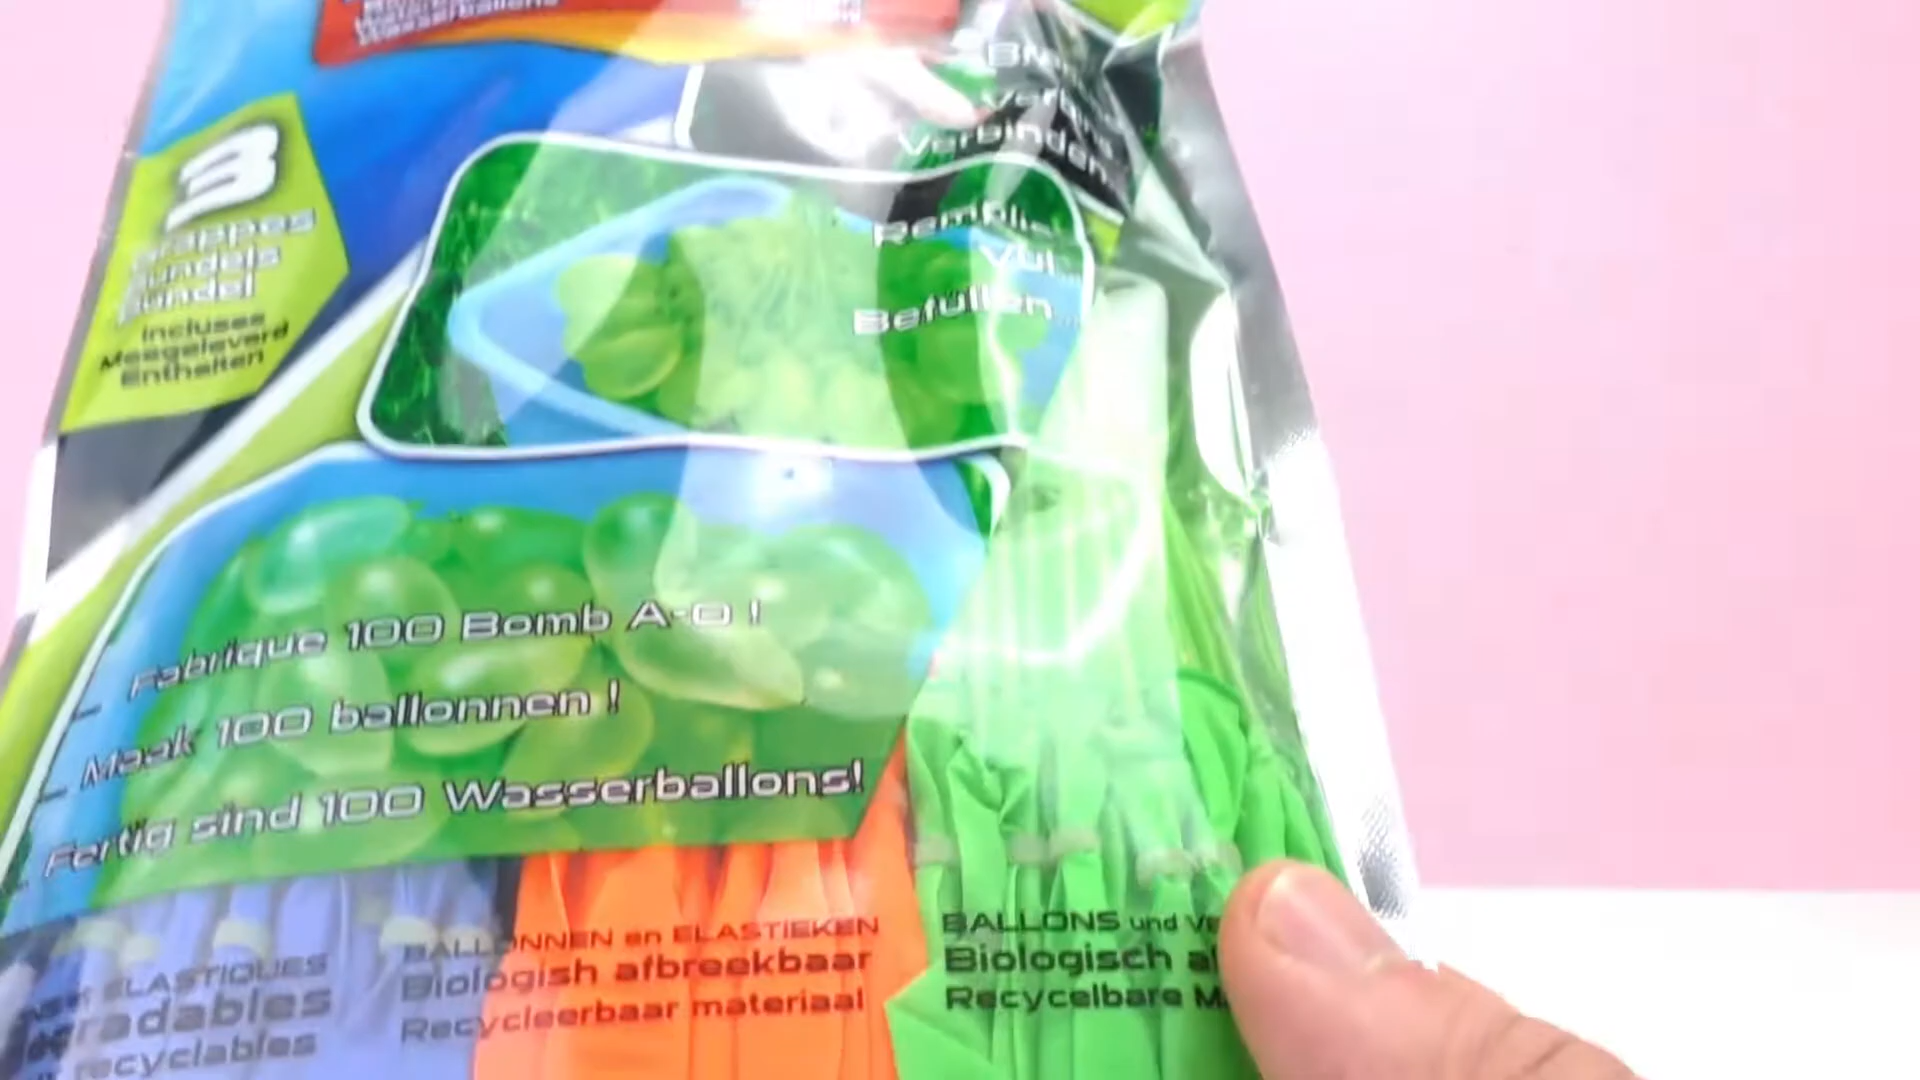 3
Grappes
Bundels
Bündel
incluses
Meegeleverd
Enthalten
Verbinden
Remplir
Vul...
Befüllen...
- Fabrique 100 Bomb A-O !
- Maak 100 ballonnen !
- Fertig sind 100 Wasserballons!
ELASTIQUES
recyclables
BALLONNEN en ELASTIEKEN
Biologish afbreekbaar
Recycleerbaar materiaal
BALLONS und
Biologisch
Recycelbare